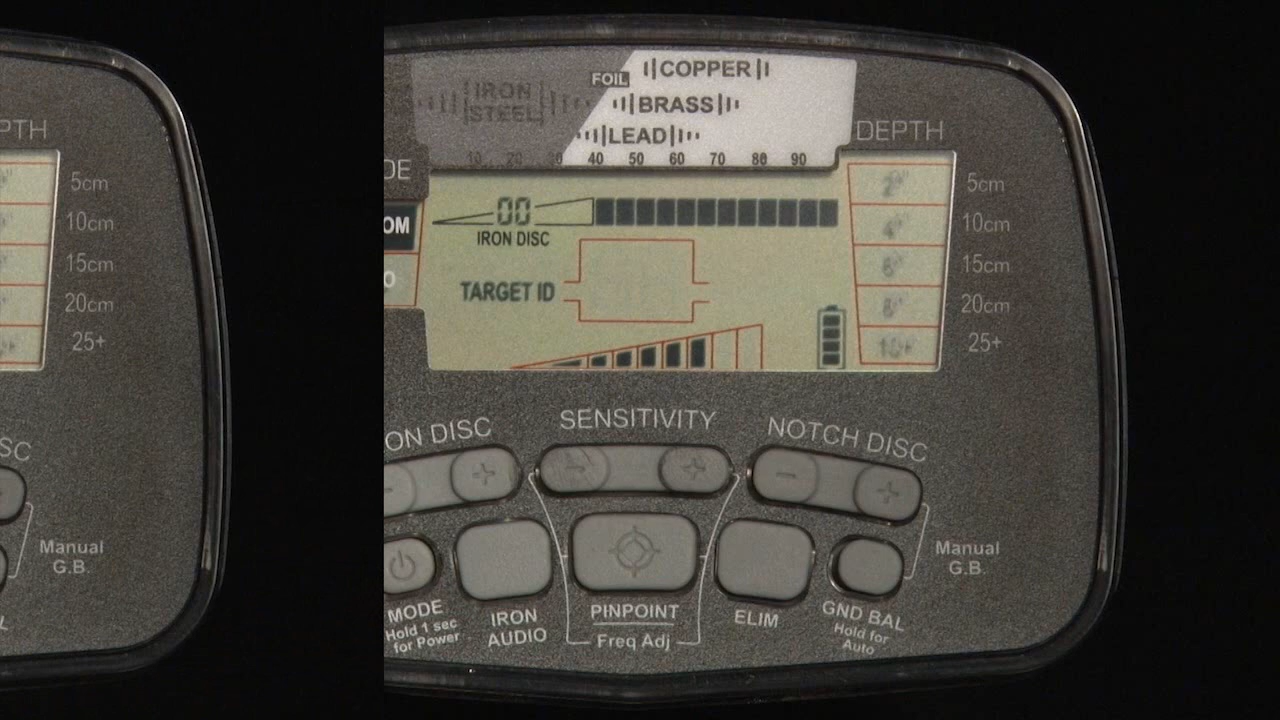 PTH
5cm
10cm
15cm
20cm
25+
SC
Manual
G.B.
L
FOIL
COPPER
IRON
STEEL
BRASS
LEAD
10 20 30 40 50 60 70 80 90
DEPTH
DE
OM
O
00
IRON DISC
TARGET ID
2"
5cm
4"
10cm
6"
15cm
8"
20cm
10+
25+
ON DISC
SENSITIVITY
NOTCH DISC
- + - + - +
MODE
Hold 1 sec
for Power
IRON
AUDIO
PINPOINT
Freq Adj
ELIM
GND BAL
Hold for
Auto
Manual
G.B.